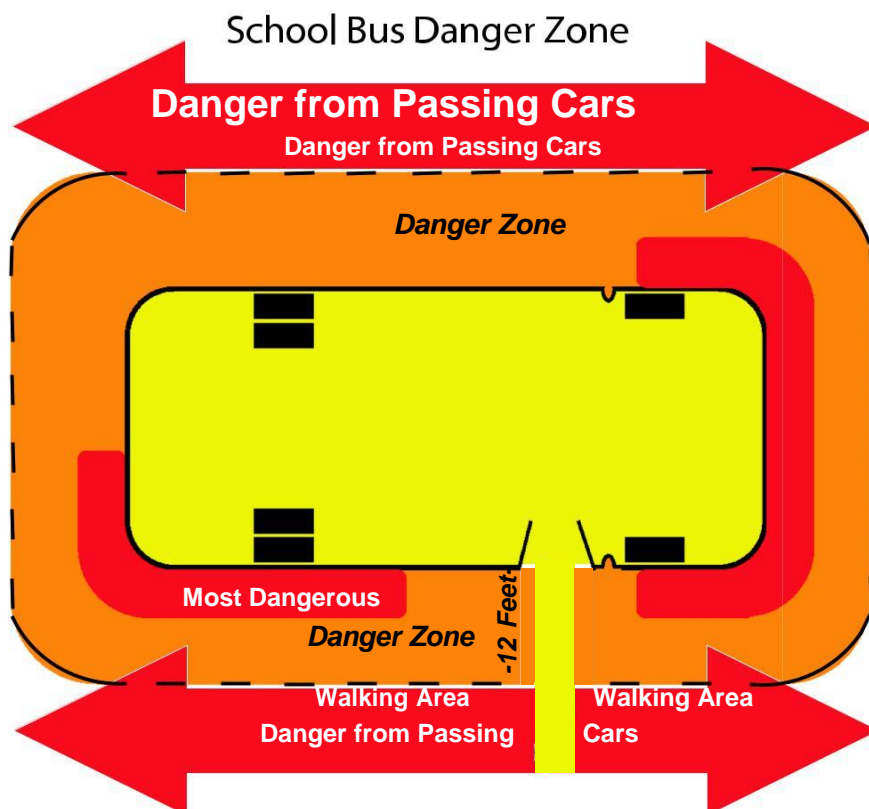 School Bus Danger Zone
Danger from Passing Cars
Danger from Passing Cars
Danger Zone
Most Dangerous
-12 Feet-
Danger Zone
Walking Area Walking Area
Danger from Passing Cars